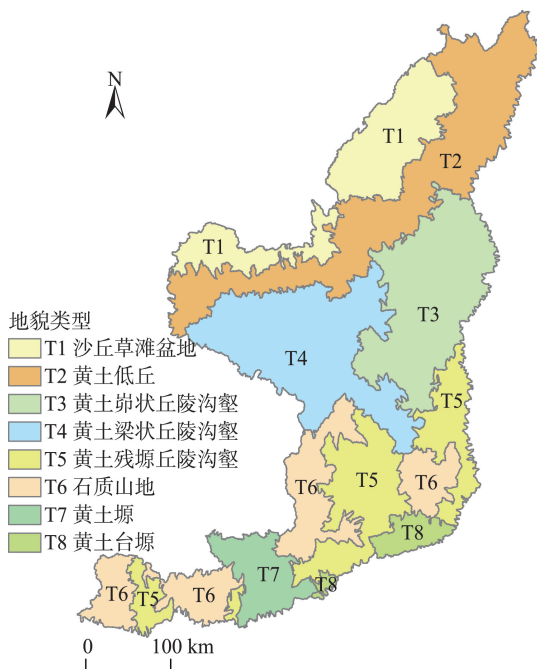 N
T1
T2
T1
T3
T4
T5
T6
T5
T6
T8
T7
T8
T6
T5
T6
地貌类型
T1 沙丘草滩盆地
T2 黄土低丘
T3 黄土峁状丘陵沟壑
T4 黄土梁状丘陵沟壑
T5 黄土残塬丘陵沟壑
T6 石质山地
T7 黄土塬
T8 黄土台塬
0 100 km